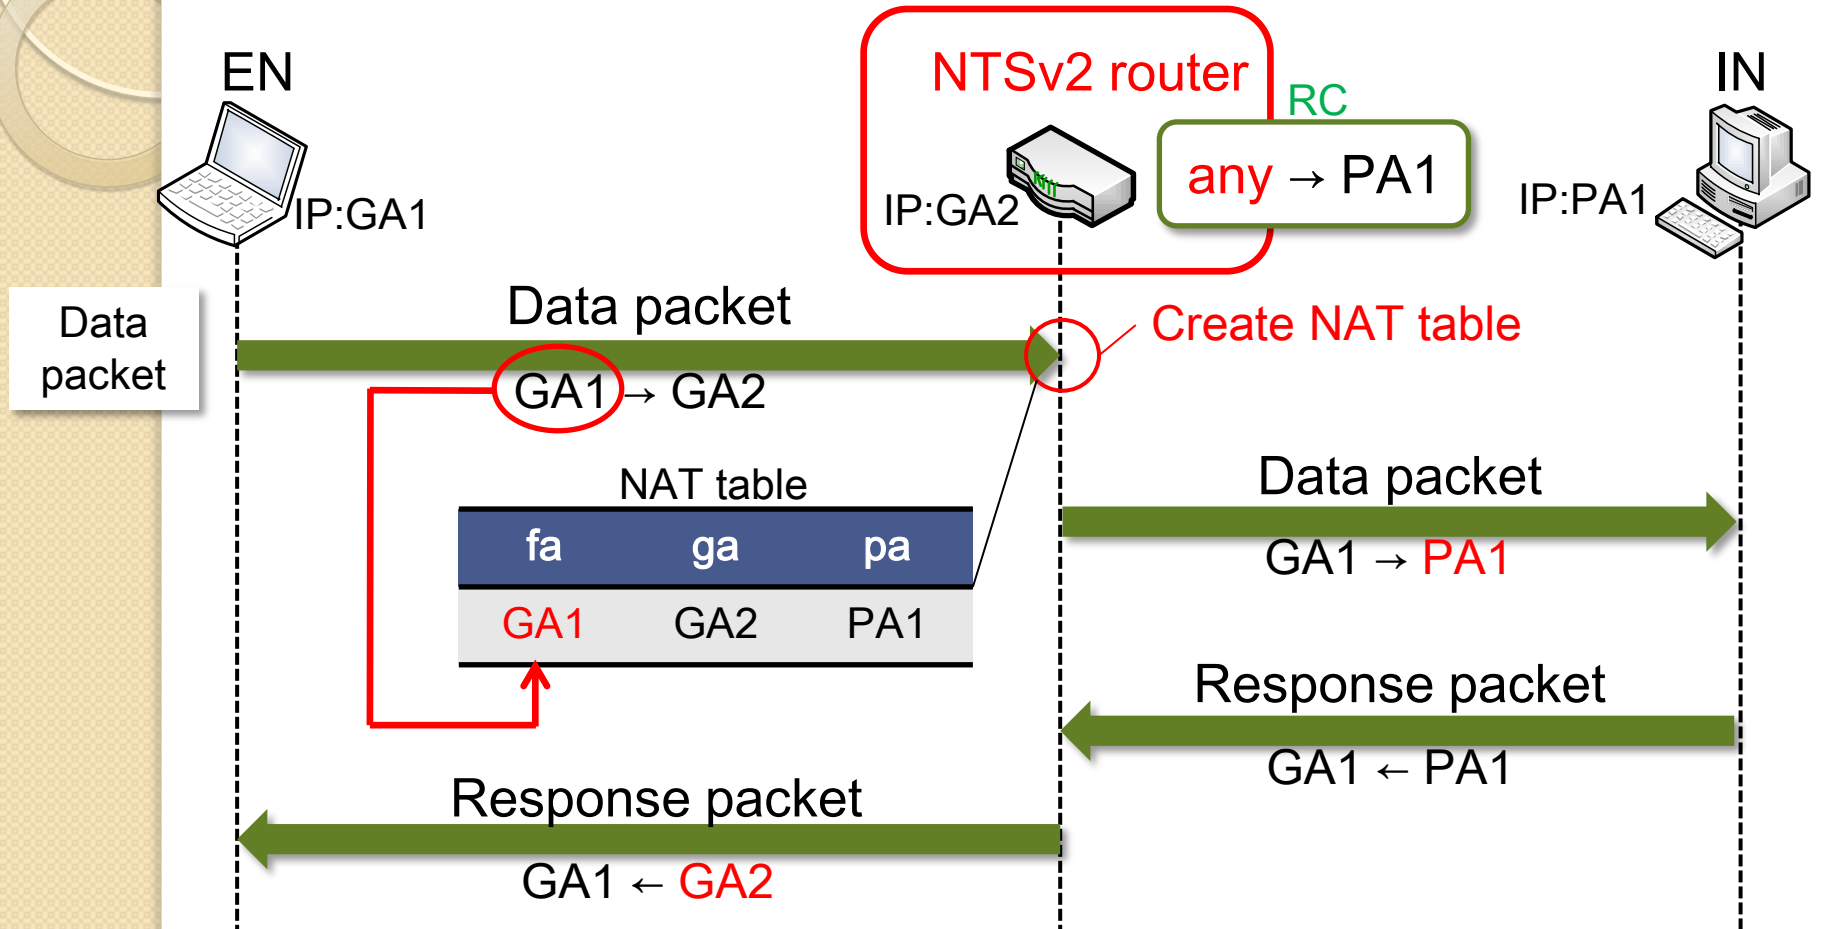 EN
NTSv2 router
IN
RC
any → PA1
IP:GA1
IP:GA2
IP:PA1
Data
packet
Data packet
Create NAT table
GA1 → GA2
NAT table
fa ga pa
GA1 GA2 PA1
Data packet
GA1 → PA1
Response packet
GA1 ← PA1
Response packet
GA1 ← GA2